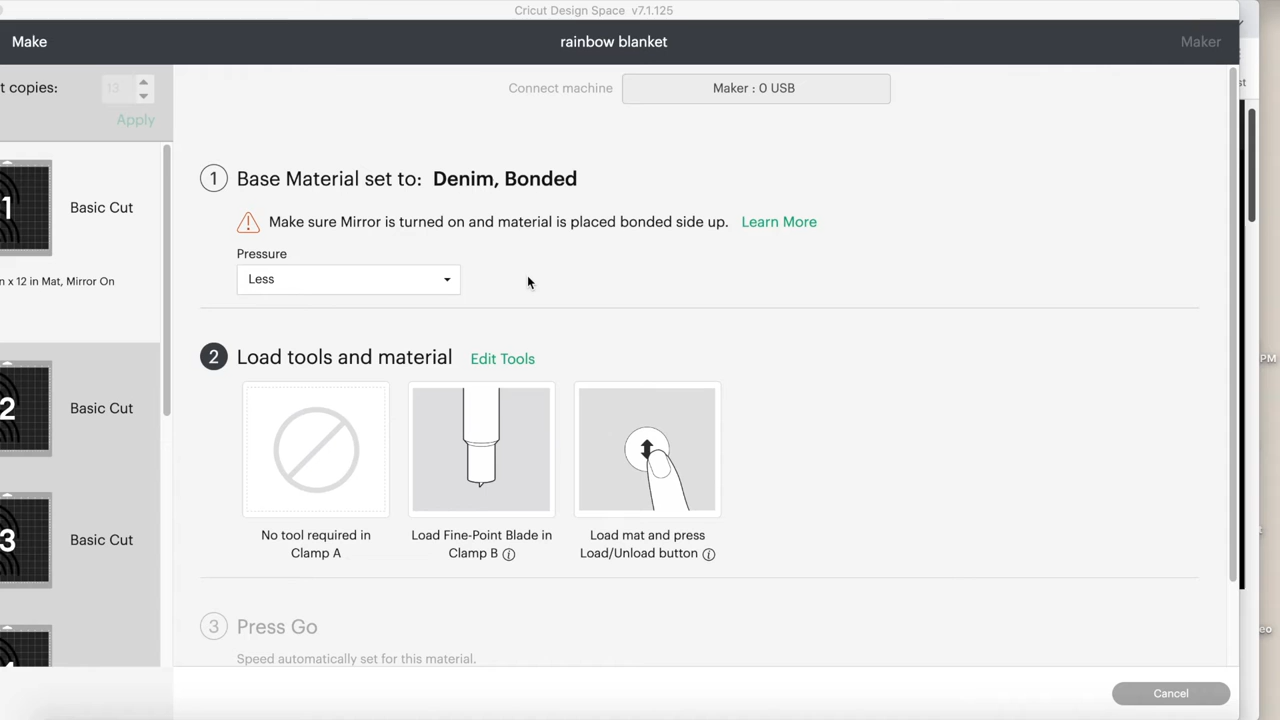 Cricut Design Space v7.1.125
Make
rainbow blanket
Maker
t copies:
13
Apply
Connect machine
Maker : 0 USB
1
Basic Cut
n x 12 in Mat, Mirror On
2
Basic Cut
3
Basic Cut
1 Base Material set to: Denim, Bonded
Make sure Mirror is turned on and material is placed bonded side up. Learn More
Pressure
Less
2 Load tools and material Edit Tools
No tool required in
Clamp A
Load Fine-Point Blade in
Clamp B
Load mat and press
Load/Unload button
3 Press Go
Speed automatically set for this material.
Cancel
st
PM
eo